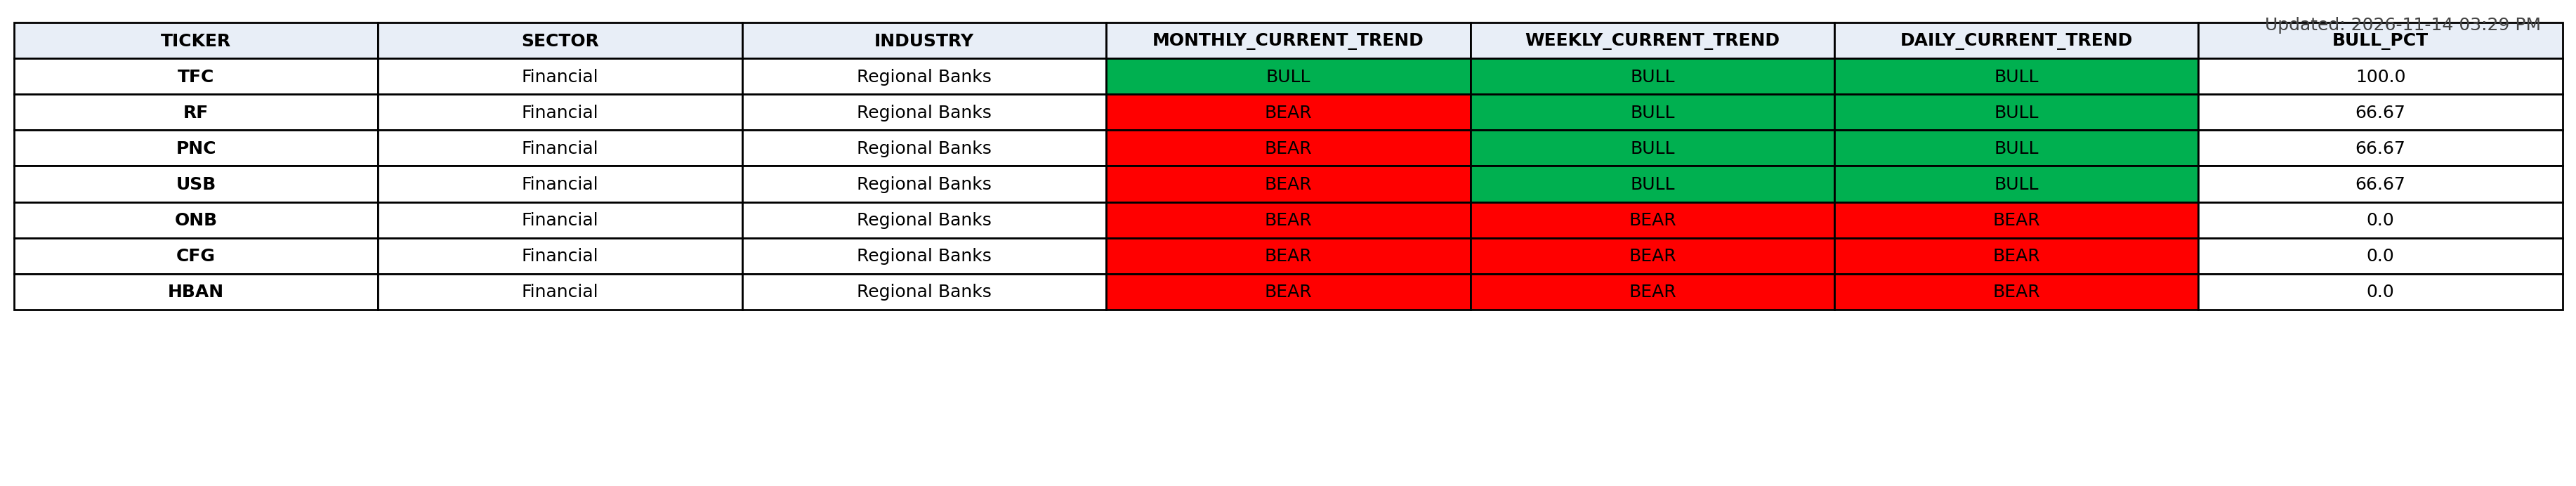 Updated: 2026-11-14 03:29 PM
TICKER SECTOR INDUSTRY MONTHLY_CURRENT_TREND WEEKLY_CURRENT_TREND DAILY_CURRENT_TREND BULL_PCT
TFC Financial Regional Banks BULL BULL BULL 100.0
RF Financial Regional Banks BEAR BULL BULL 66.67
PNC Financial Regional Banks BEAR BULL BULL 66.67
USB Financial Regional Banks BEAR BULL BULL 66.67
ONB Financial Regional Banks BEAR BEAR BEAR 0.0
CFG Financial Regional Banks BEAR BEAR BEAR 0.0
HBAN Financial Regional Banks BEAR BEAR BEAR 0.0